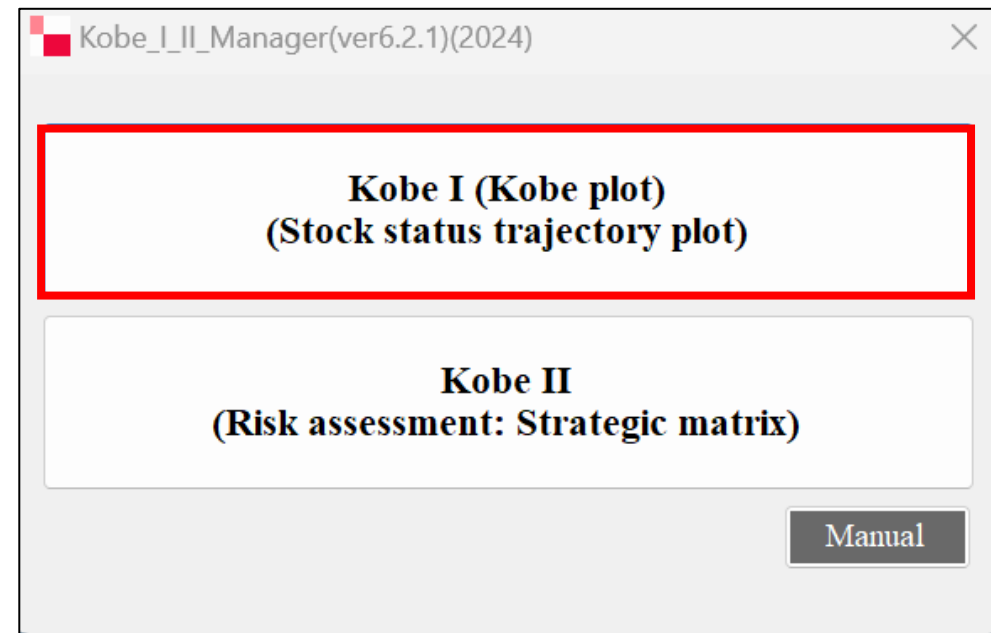 Kobe_I_II_Manager(ver6.2.1)(2024)
Kobe I (Kobe plot)
(Stock status trajectory plot)
Kobe II
(Risk assessment: Strategic matrix)
Manual